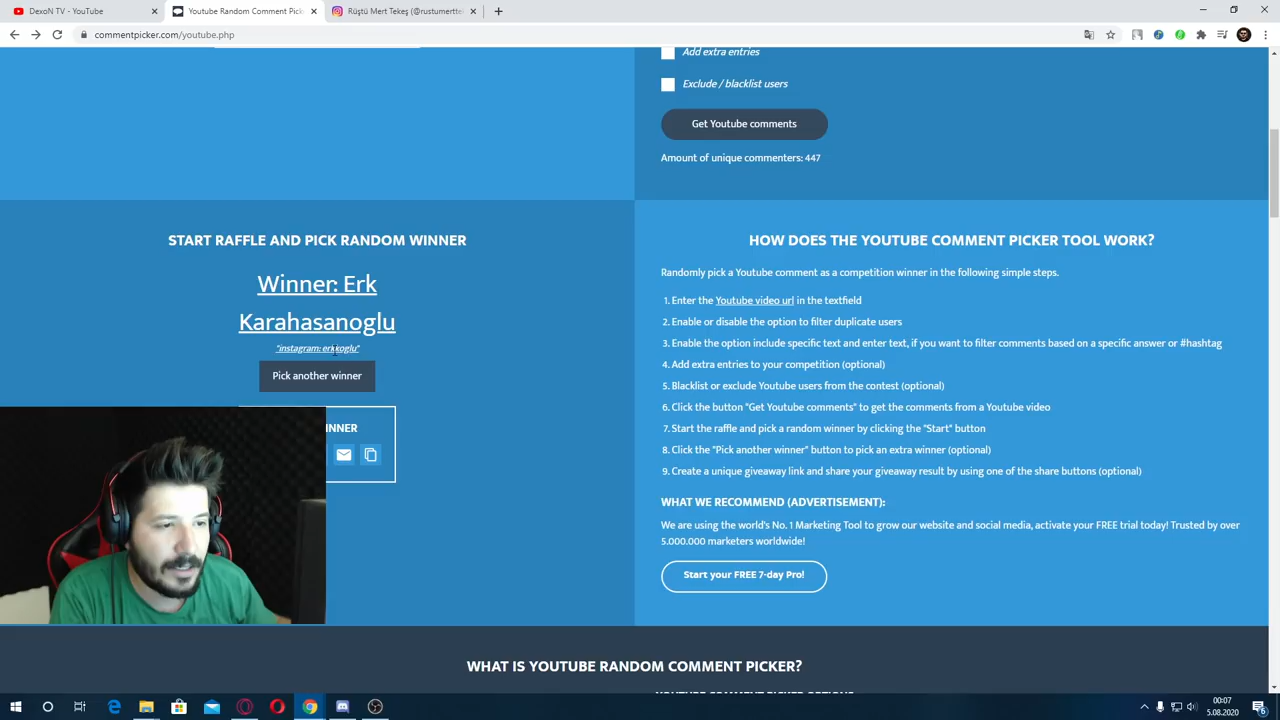 DexoN TV - YouTube
Youtube Random Comment Picker
Rüştü Mert Tekeş (@rustumertte
commentpicker.com/youtube.php
Add extra entries
Exclude / blacklist users
Get Youtube comments
Amount of unique commenters: 447
START RAFFLE AND PICK RANDOM WINNER
Winner: Erk
Karahasanoglu
"instagram: erkkoglu"
Pick another winner
INNER
HOW DOES THE YOUTUBE COMMENT PICKER TOOL WORK?
Randomly pick a Youtube comment as a competition winner in the following simple steps.
1. Enter the Youtube video url in the textfield
2. Enable or disable the option to filter duplicate users
3. Enable the option include specific text and enter text, if you want to filter comments based on a specific answer or #hashtag
4. Add extra entries to your competition (optional)
5. Blacklist or exclude Youtube users from the contest (optional)
6. Click the button "Get Youtube comments" to get the comments from a Youtube video
7. Start the raffle and pick a random winner by clicking the "Start" button
8. Click the "Pick another winner" button to pick an extra winner (optional)
9. Create a unique giveaway link and share your giveaway result by using one of the share buttons (optional)
WHAT WE RECOMMEND (ADVERTISEMENT):
We are using the world's No. 1 Marketing Tool to grow our website and social media, activate your FREE trial today! Trusted by over
5.000.000 marketers worldwide!
Start your FREE 7-day Pro!
WHAT IS YOUTUBE RANDOM COMMENT PICKER?
YOUTUBE COMMENT PICKER OPTIONS
00:07
5.08.2020
6